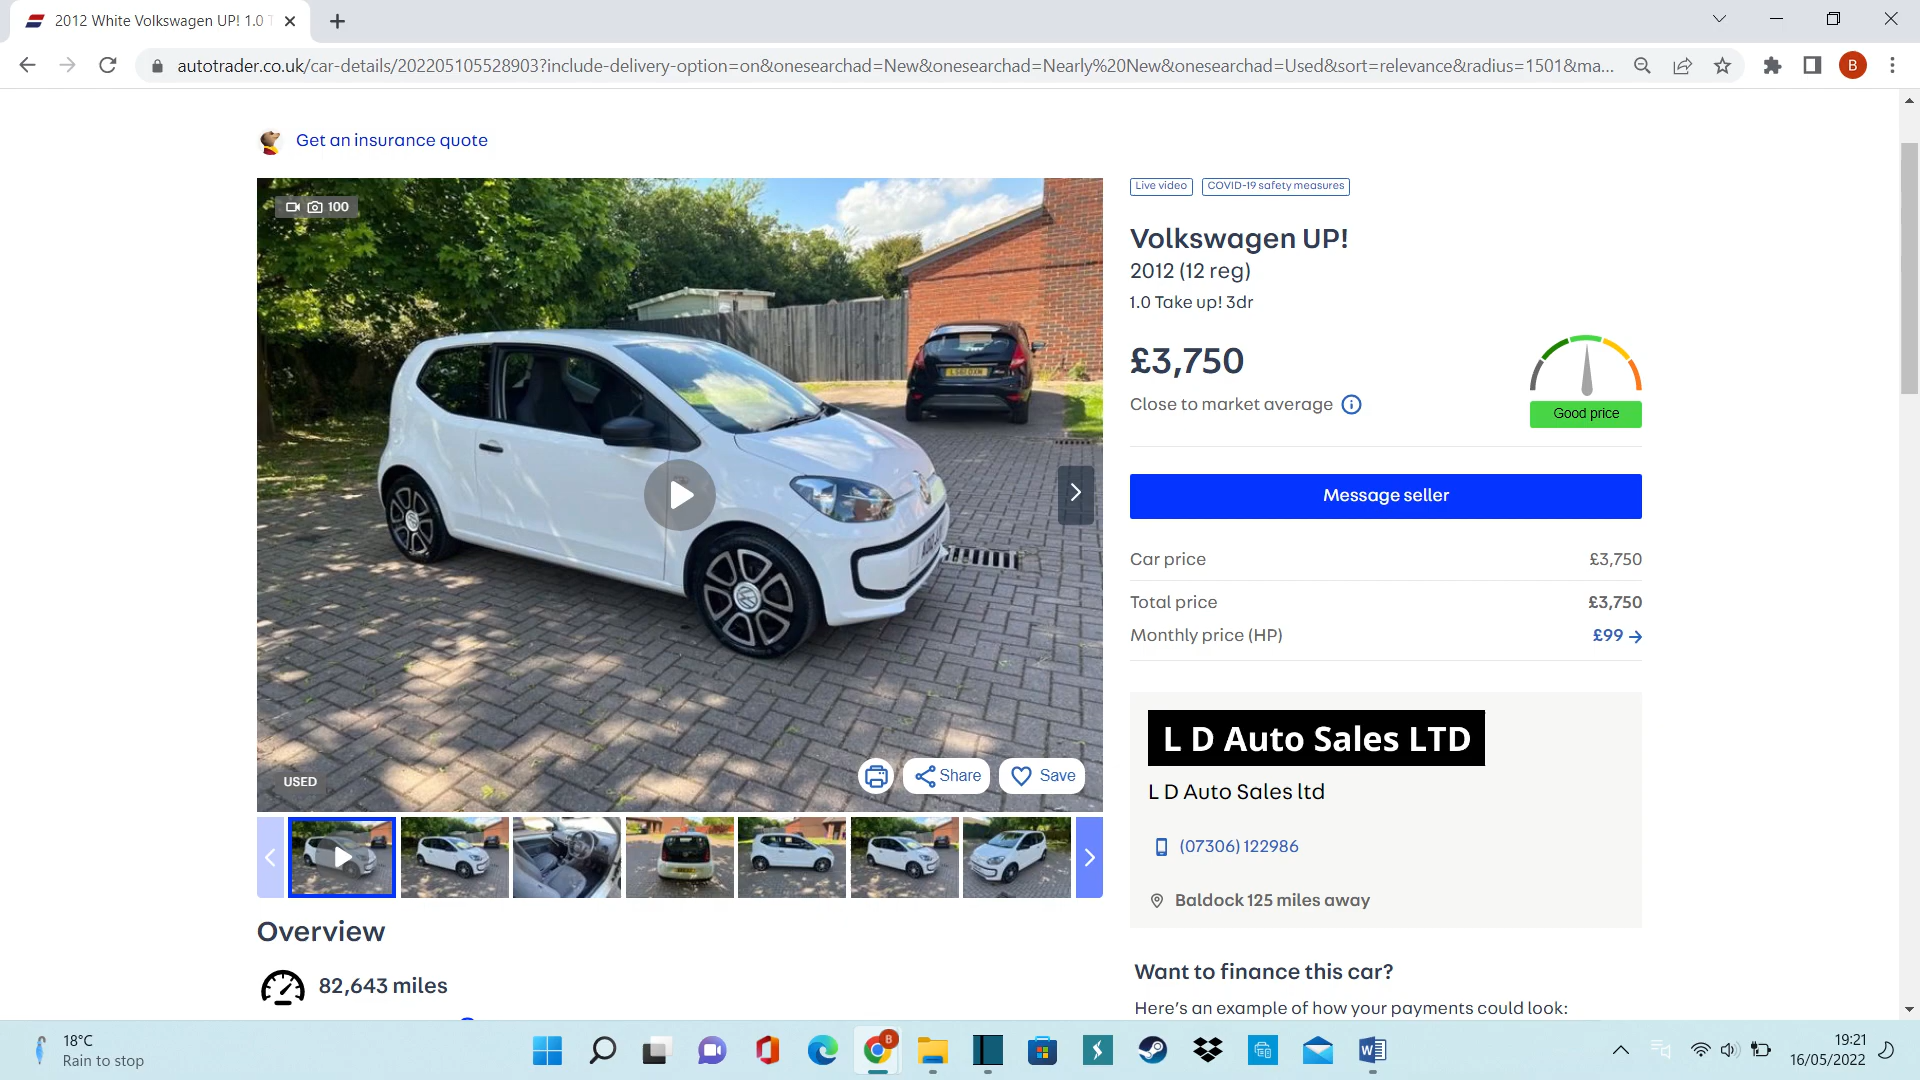 2012 White Volkswagen UP! 1.0 T
autotrader.co.uk/car-details/202205105528903?include-delivery-option=on&onesearchad=New&onesearchad=Nearly%20New&onesearchad=Used&sort=relevance&radius=1501&ma...
B
Get an insurance quote
100
Live video
COVID-19 safety measures
Volkswagen UP!
2012 (12 reg)
1.0 Take up! 3dr
£3,750
Close to market average
Good price
Message seller
Car price £3,750
Total price £3,750
Monthly price (HP) £99
L D Auto Sales LTD
L D Auto Sales ltd
(07306) 122986
Baldock 125 miles away
Want to finance this car?
Here's an example of how your payments could look:
USED
Share
Save
Overview
82,643 miles
18°C
Rain to stop
B
19:21
16/05/2022